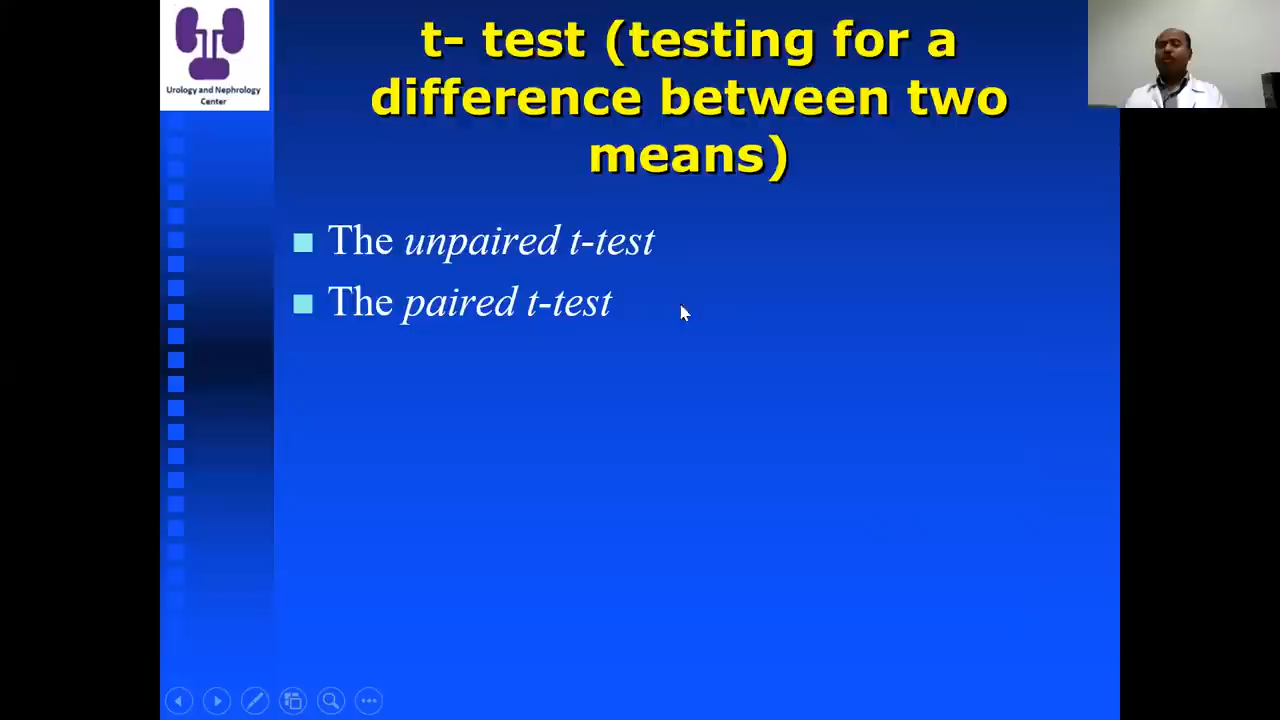 Urology and Nephrology
Center
t- test (testing for a
difference between two
means)
The unpaired t-test
The paired t-test